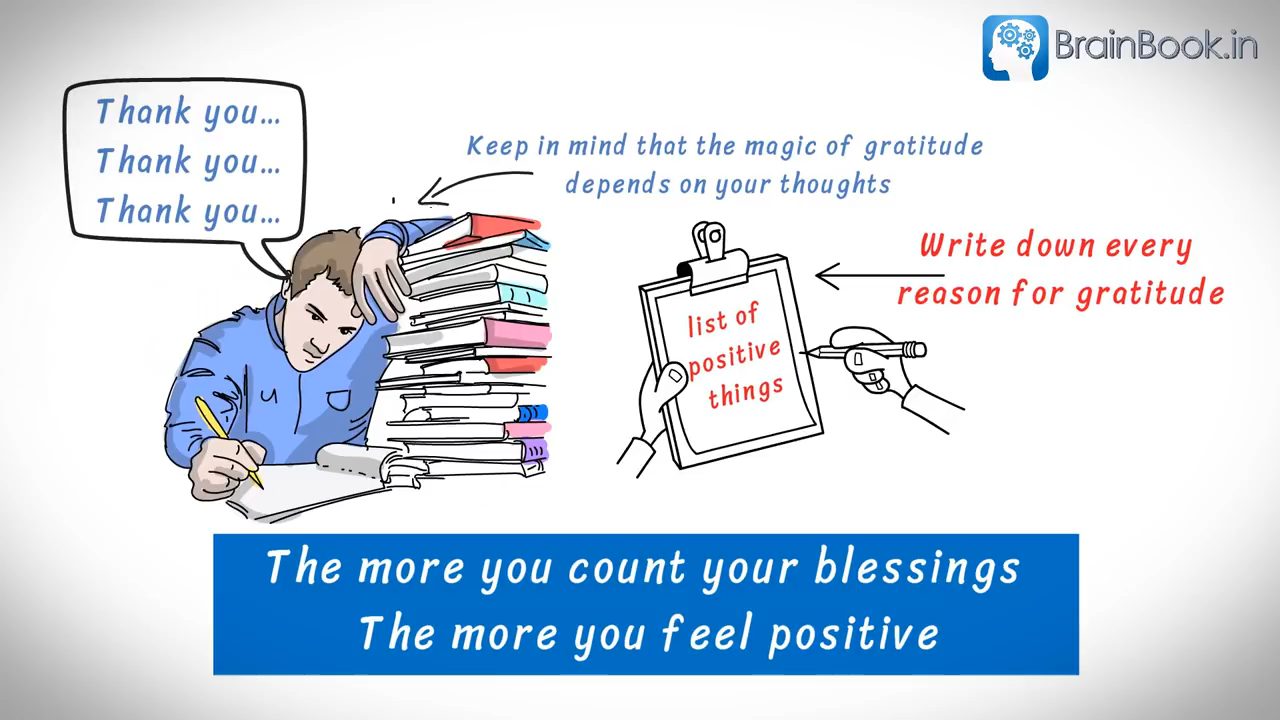 BrainBook.in
Thank you...
Thank you...
Thank you...
Keep in mind that the magic of gratitude
depends on your thoughts
Write down every
reason for gratitude
list of
positive
things
The more you count your blessings
The more you feel positive